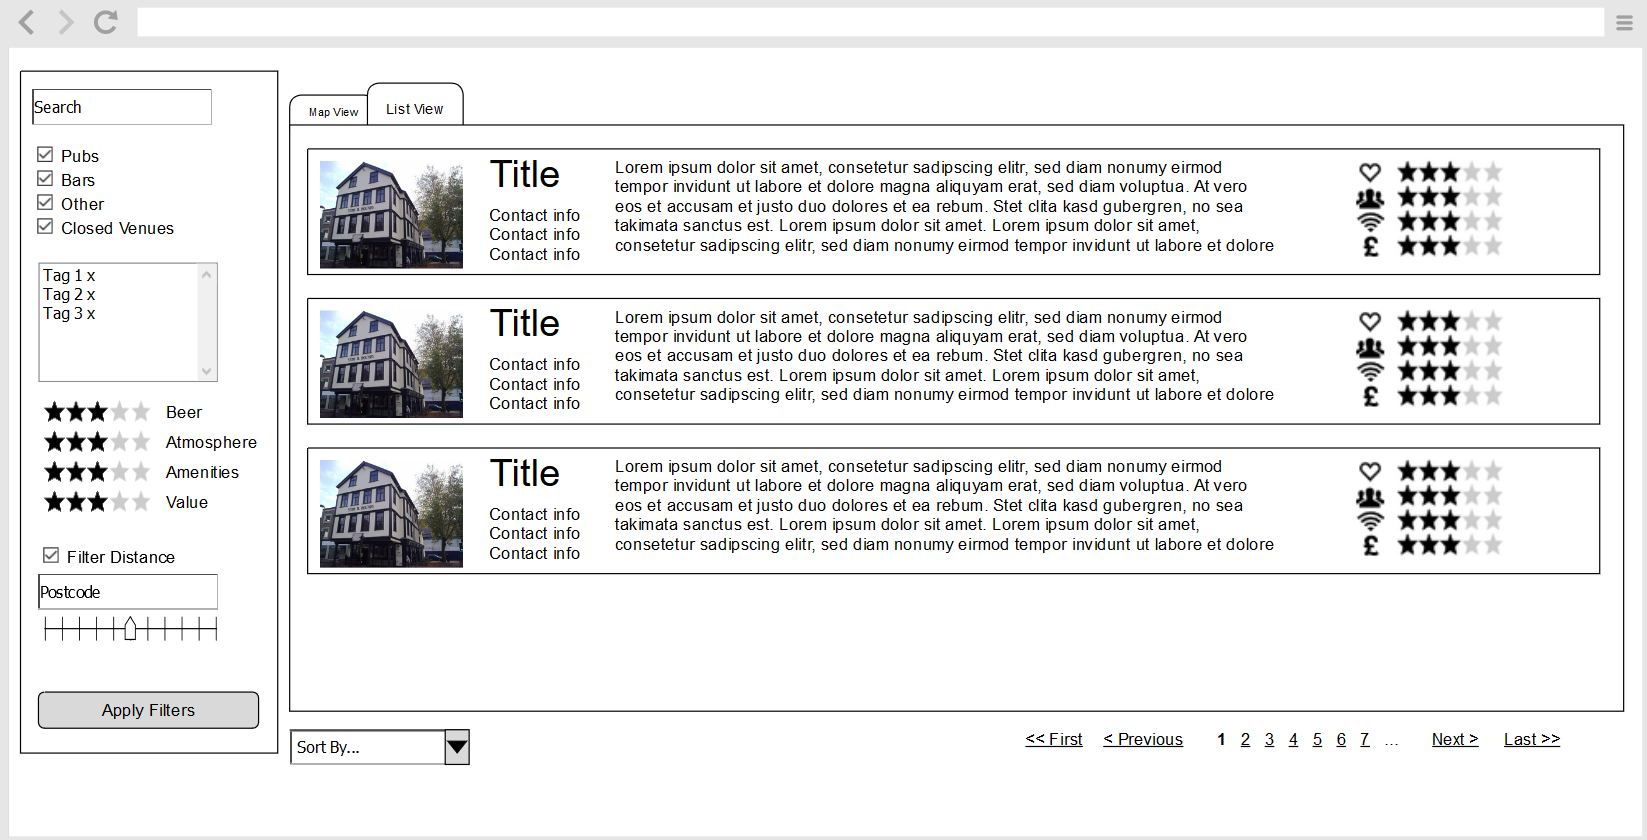 Search
Pubs
Bars
Other
Closed Venues
Tag 1 x
Tag 2 x
Tag 3 x
Beer
Atmosphere
Amenities
Value
Filter Distance
Postcode
Apply Filters
Map View
List View
Title
Contact info
Contact info
Contact info
Lorem ipsum dolor sit amet, consetetur sadipscing elitr, sed diam nonumy eirmod
tempor invidunt ut labore et dolore magna aliquyam erat, sed diam voluptua. At vero
eos et accusam et justo duo dolores et ea rebum. Stet clita kasd gubergren, no sea
takimata sanctus est. Lorem ipsum dolor sit amet. Lorem ipsum dolor sit amet,
consetetur sadipscing elitr, sed diam nonumy eirmod tempor invidunt ut labore et dolore
£
Title
Contact info
Contact info
Contact info
Lorem ipsum dolor sit amet, consetetur sadipscing elitr, sed diam nonumy eirmod
tempor invidunt ut labore et dolore magna aliquyam erat, sed diam voluptua. At vero
eos et accusam et justo duo dolores et ea rebum. Stet clita kasd gubergren, no sea
takimata sanctus est. Lorem ipsum dolor sit amet. Lorem ipsum dolor sit amet,
consetetur sadipscing elitr, sed diam nonumy eirmod tempor invidunt ut labore et dolore
£
Title
Contact info
Contact info
Contact info
Lorem ipsum dolor sit amet, consetetur sadipscing elitr, sed diam nonumy eirmod
tempor invidunt ut labore et dolore magna aliquyam erat, sed diam voluptua. At vero
eos et accusam et justo duo dolores et ea rebum. Stet clita kasd gubergren, no sea
takimata sanctus est. Lorem ipsum dolor sit amet. Lorem ipsum dolor sit amet,
consetetur sadipscing elitr, sed diam nonumy eirmod tempor invidunt ut labore et dolore
£
Sort By...
<< First < Previous 1 2 3 4 5 6 7 ... Next > Last >>